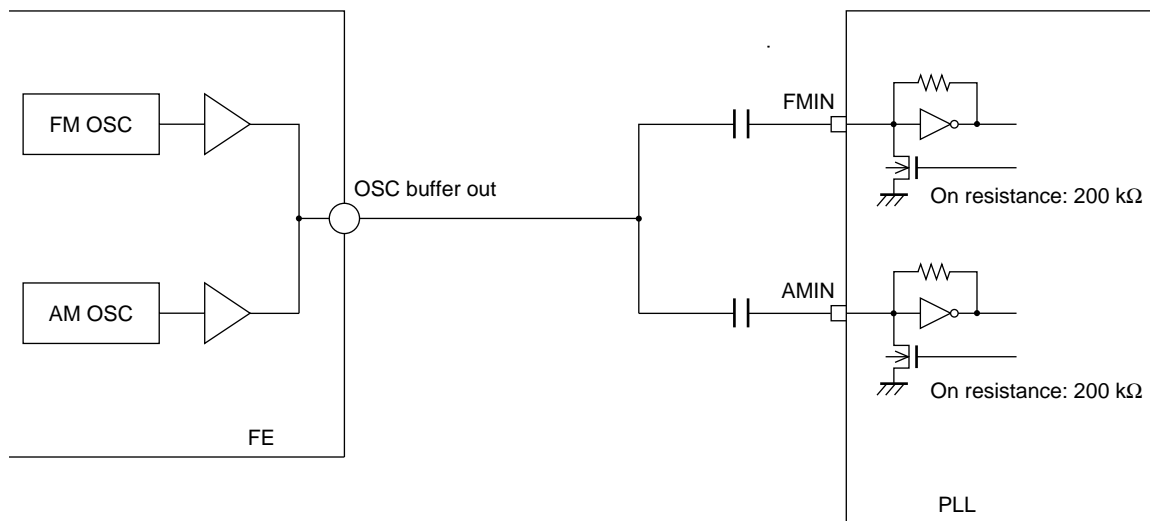 FM OSC
AM OSC
FE
OSC buffer out
FMIN
On resistance: 200 kΩ
AMIN
On resistance: 200 kΩ
PLL